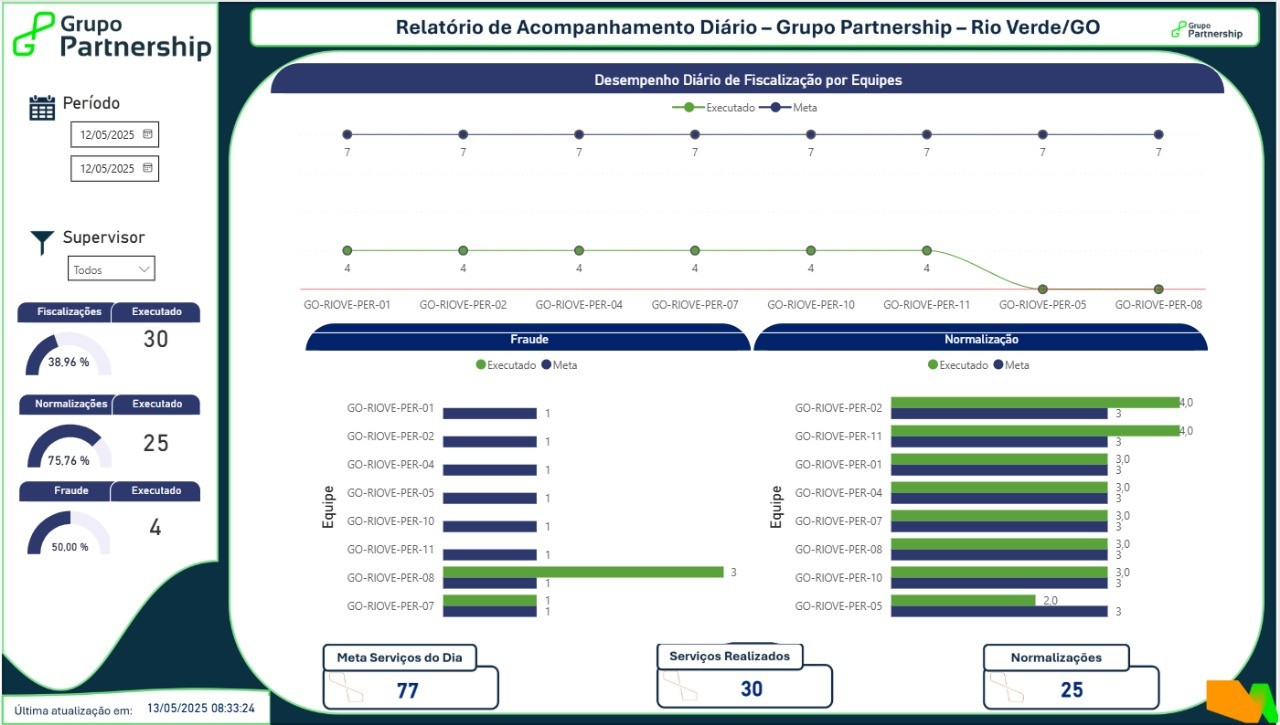 Grupo
Partnership
Relatório de Acompanhamento Diário – Grupo Partnership – Rio Verde/GO
Grupo
Partnership
Período
12/05/2025
12/05/2025
Supervisor
Todos
Fiscalizações Executado
38,96 % 30
Normalizações Executado
75,76 % 25
Fraude Executado
50,00 % 4
Última atualização em: 13/05/2025 08:33:24
Desempenho Diário de Fiscalização por Equipes
Executado Meta
7 7 7 7 7 7 7 7
4 4 4 4 4 4
GO-RIOVE-PER-01 GO-RIOVE-PER-02 GO-RIOVE-PER-04 GO-RIOVE-PER-07 GO-RIOVE-PER-10 GO-RIOVE-PER-11 GO-RIOVE-PER-05 GO-RIOVE-PER-08
Fraude
Executado Meta
Equipe
GO-RIOVE-PER-01 1
GO-RIOVE-PER-02 1
GO-RIOVE-PER-04 1
GO-RIOVE-PER-05 1
GO-RIOVE-PER-10 1
GO-RIOVE-PER-11 1
GO-RIOVE-PER-08 3
1
GO-RIOVE-PER-07 1
1
Normalização
Executado Meta
Equipe
GO-RIOVE-PER-02 4,0
3
GO-RIOVE-PER-11 4,0
3
GO-RIOVE-PER-01 3,0
3
GO-RIOVE-PER-04 3,0
3
GO-RIOVE-PER-07 3,0
3
GO-RIOVE-PER-08 3,0
3
GO-RIOVE-PER-10 3,0
3
GO-RIOVE-PER-05 2,0
3
Meta Serviços do Dia
77
Serviços Realizados
30
Normalizações
25